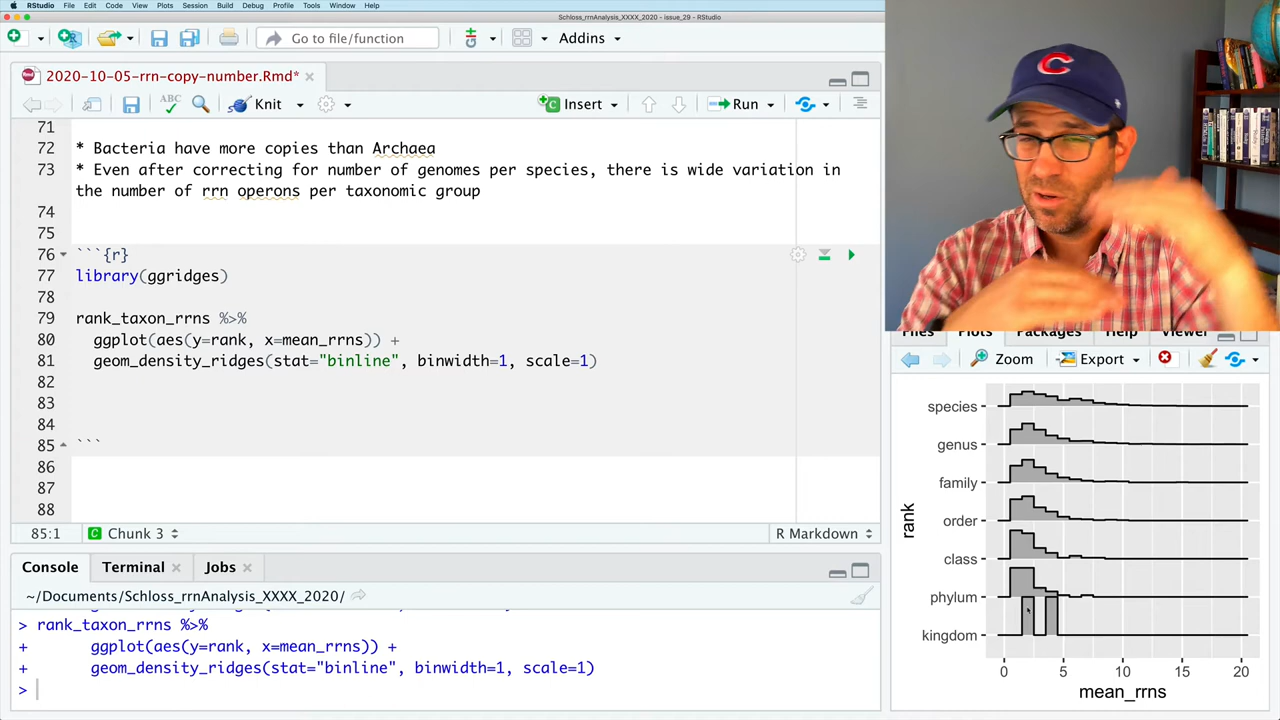 RStudio File Edit Code View Plots Session Build Debug Profile Tools Window Help
Schloss_rrnAnalysis_XXXX_2020 - issue_29 - RStudio
Go to file/function
Addins
2020-10-05-rrn-copy-number.Rmd*
ABC
Knit
Insert
Run
71
72 * Bacteria have more copies than Archaea
73 * Even after correcting for number of genomes per species, there is wide variation in
the number of rrn operons per taxonomic group
74
75
76 ```{r}
77 library(ggridges)
78
79 rank_taxon_rrns %>%
80 ggplot(aes(y=rank, x=mean_rrns)) +
81 geom_density_ridges(stat="binline", binwidth=1, scale=1)
82
83
84
85 ```
86
87
88
85:1 C Chunk 3 R Markdown
Console Terminal Jobs
~/Documents/Schloss_rrnAnalysis_XXXX_2020/
> rank_taxon_rrns %>%
+ ggplot(aes(y=rank, x=mean_rrns)) +
+ geom_density_ridges(stat="binline", binwidth=1, scale=1)
>
C
Files Plots Packages Help Viewer
Zoom Export
species
genus
family
order
class
phylum
kingdom
rank
0 5 10 15 20
mean_rrns